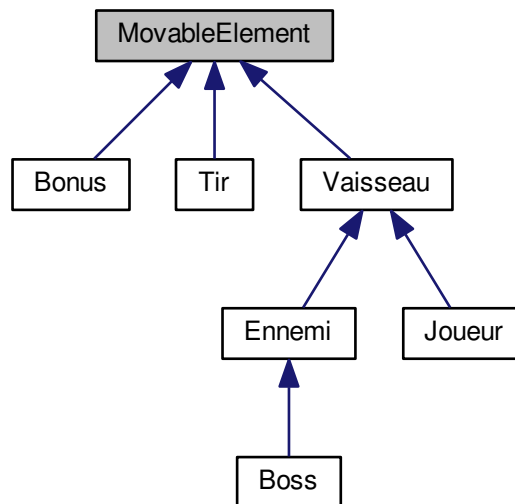 MovableElement
Bonus
Tir
Vaisseau
Ennemi
Joueur
Boss